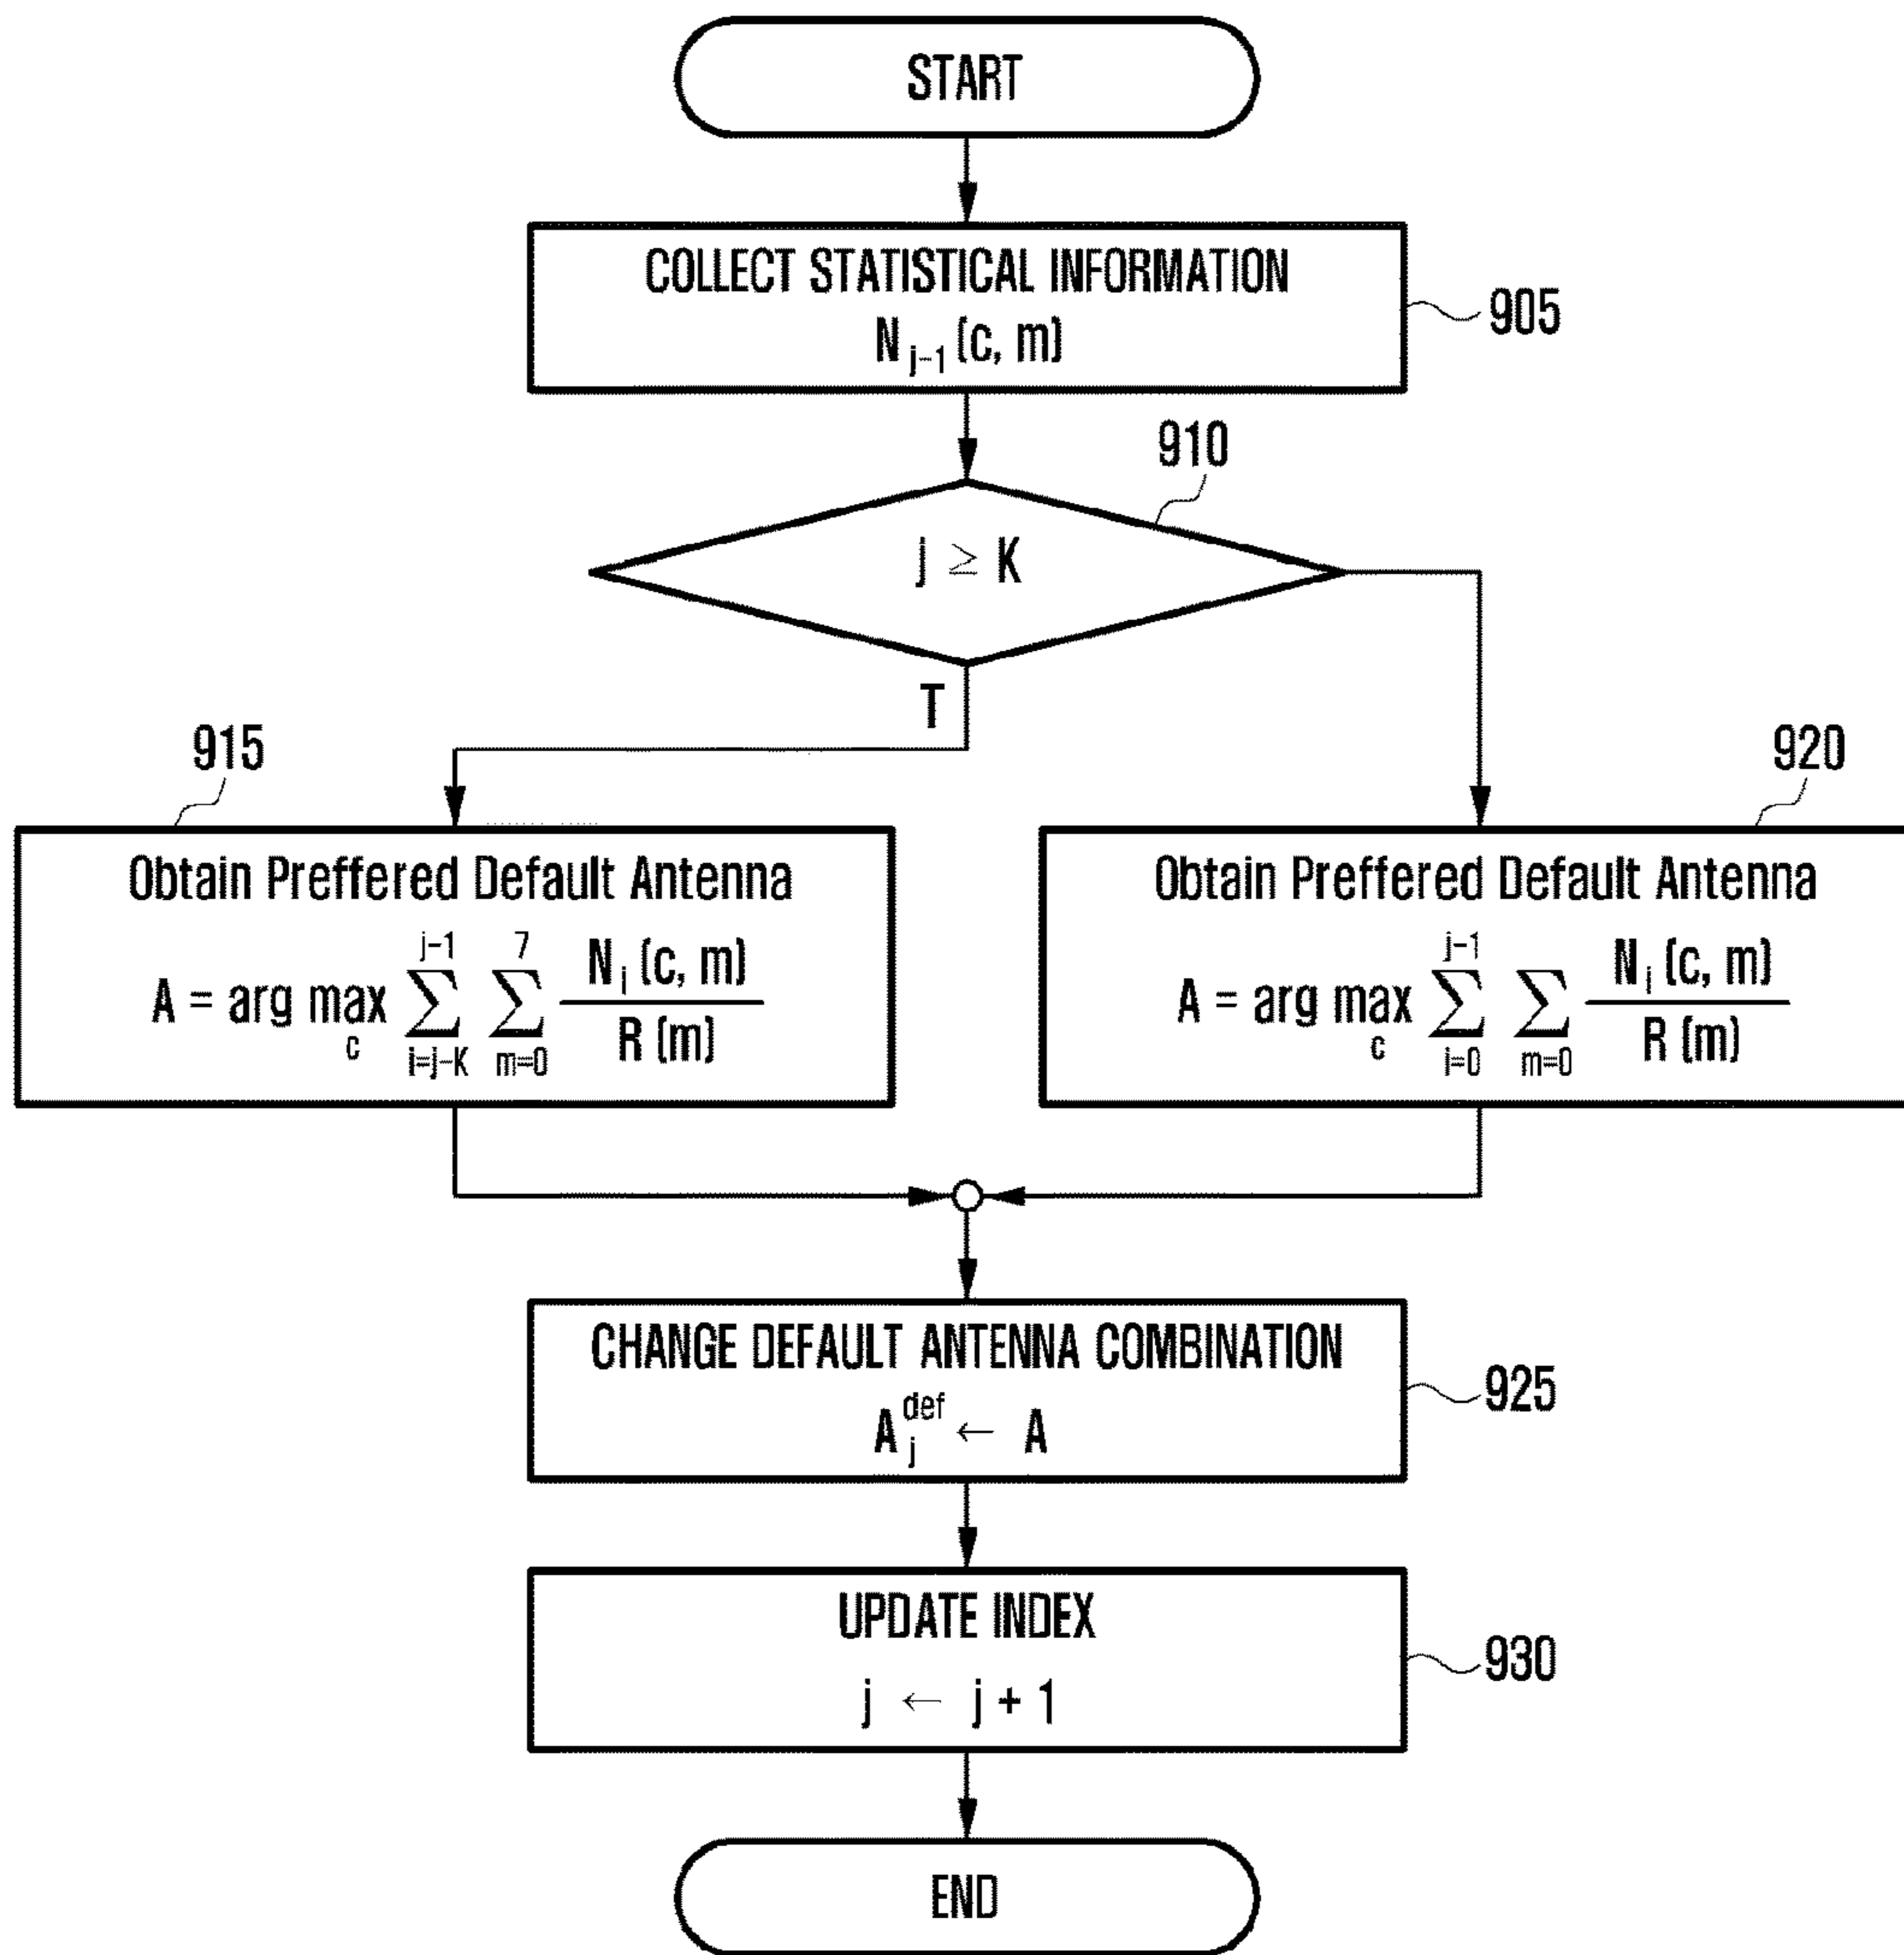 START
COLLECT STATISTICAL INFORMATION
N j-1 (c, m)
905
910
j ≥ K
T
915
920
Obtain Preffered Default Antenna
A = arg max c ∑ i=j-K j-1 ∑ m=0 7 N i (c, m) / R (m)
Obtain Preffered Default Antenna
A = arg max c ∑ i=0 j-1 ∑ m=0 N i (c, m) / R (m)
CHANGE DEFAULT ANTENNA COMBINATION
A j def ← A
925
UPDATE INDEX
j ← j + 1
930
END